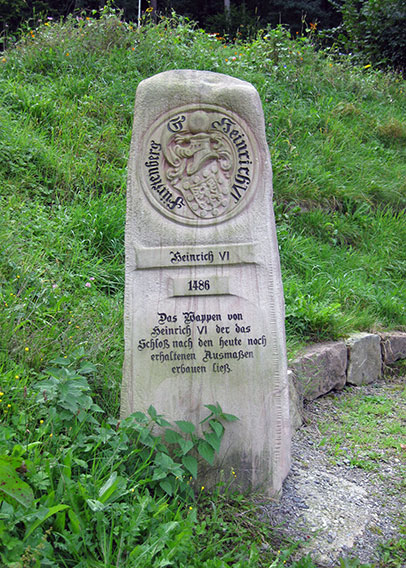 Fürstenberg
Heinrich VI
Heinrich VI
1486
Das Wappen von
Heinrich VI der das
Schloß nach den heute noch
erhaltenen Ausmaßen
erbauen ließ